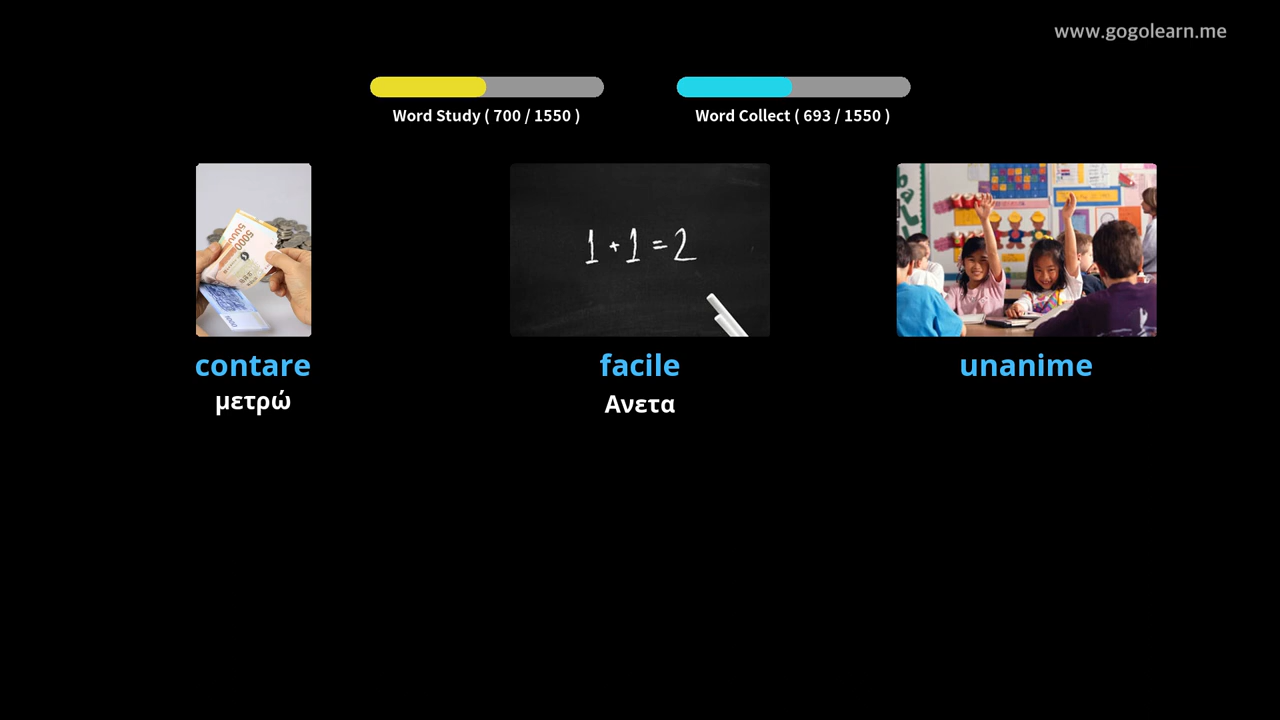 www.gogolearn.me
Word Study ( 700 / 1550 )
Word Collect ( 693 / 1550 )
1 + 1 = 2
contare
facile
unanime
μετρώ
Ανετα